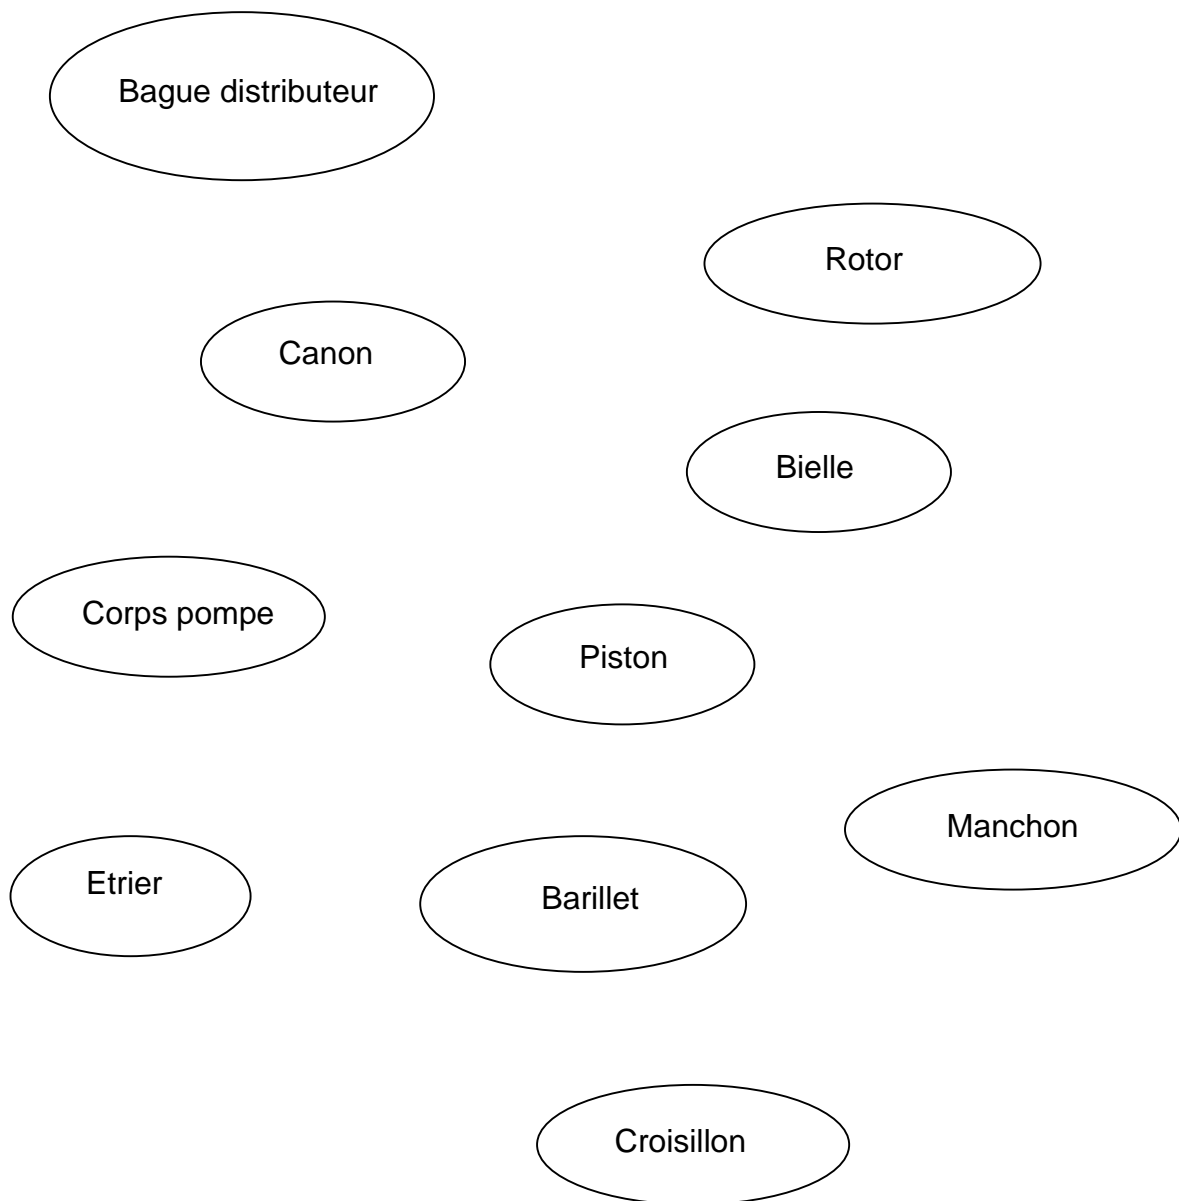 Bague distributeur
Rotor
Canon
Bielle
Corps pompe
Piston
Manchon
Etrier
Barillet
Croisillon